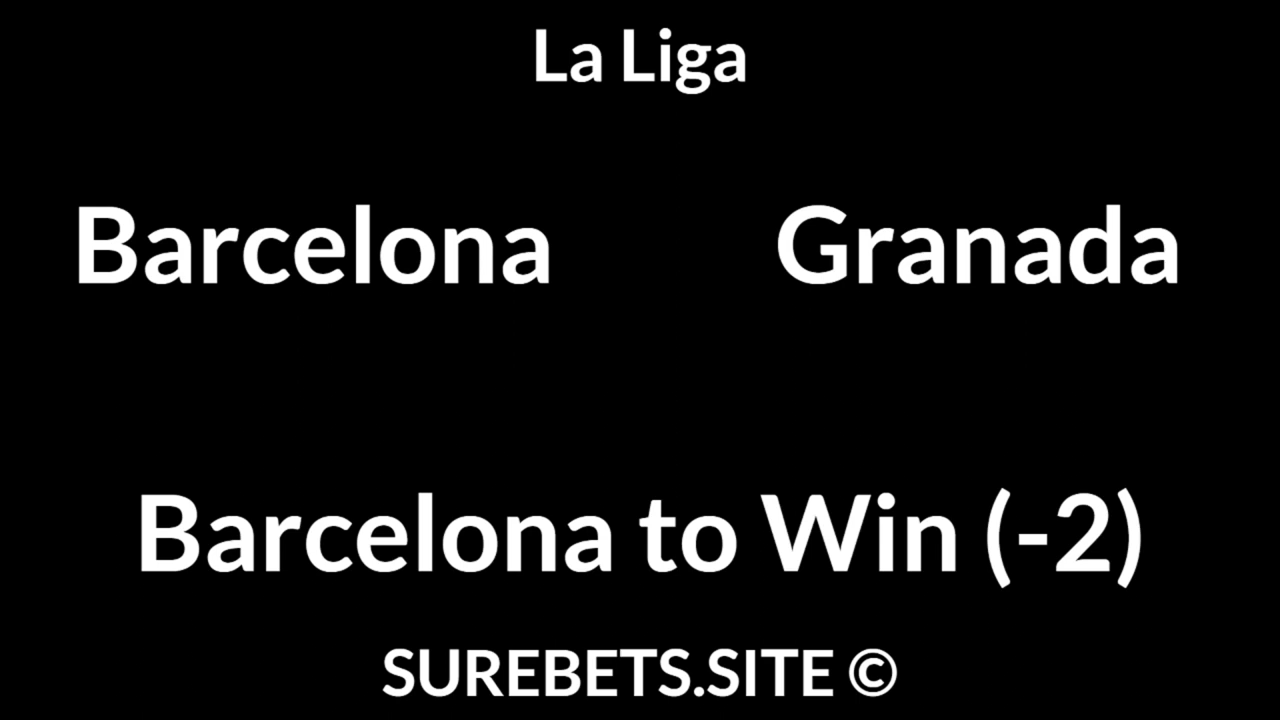 La Liga
Barcelona Granada
Barcelona to Win (-2)
SUREBETS.SITE ©